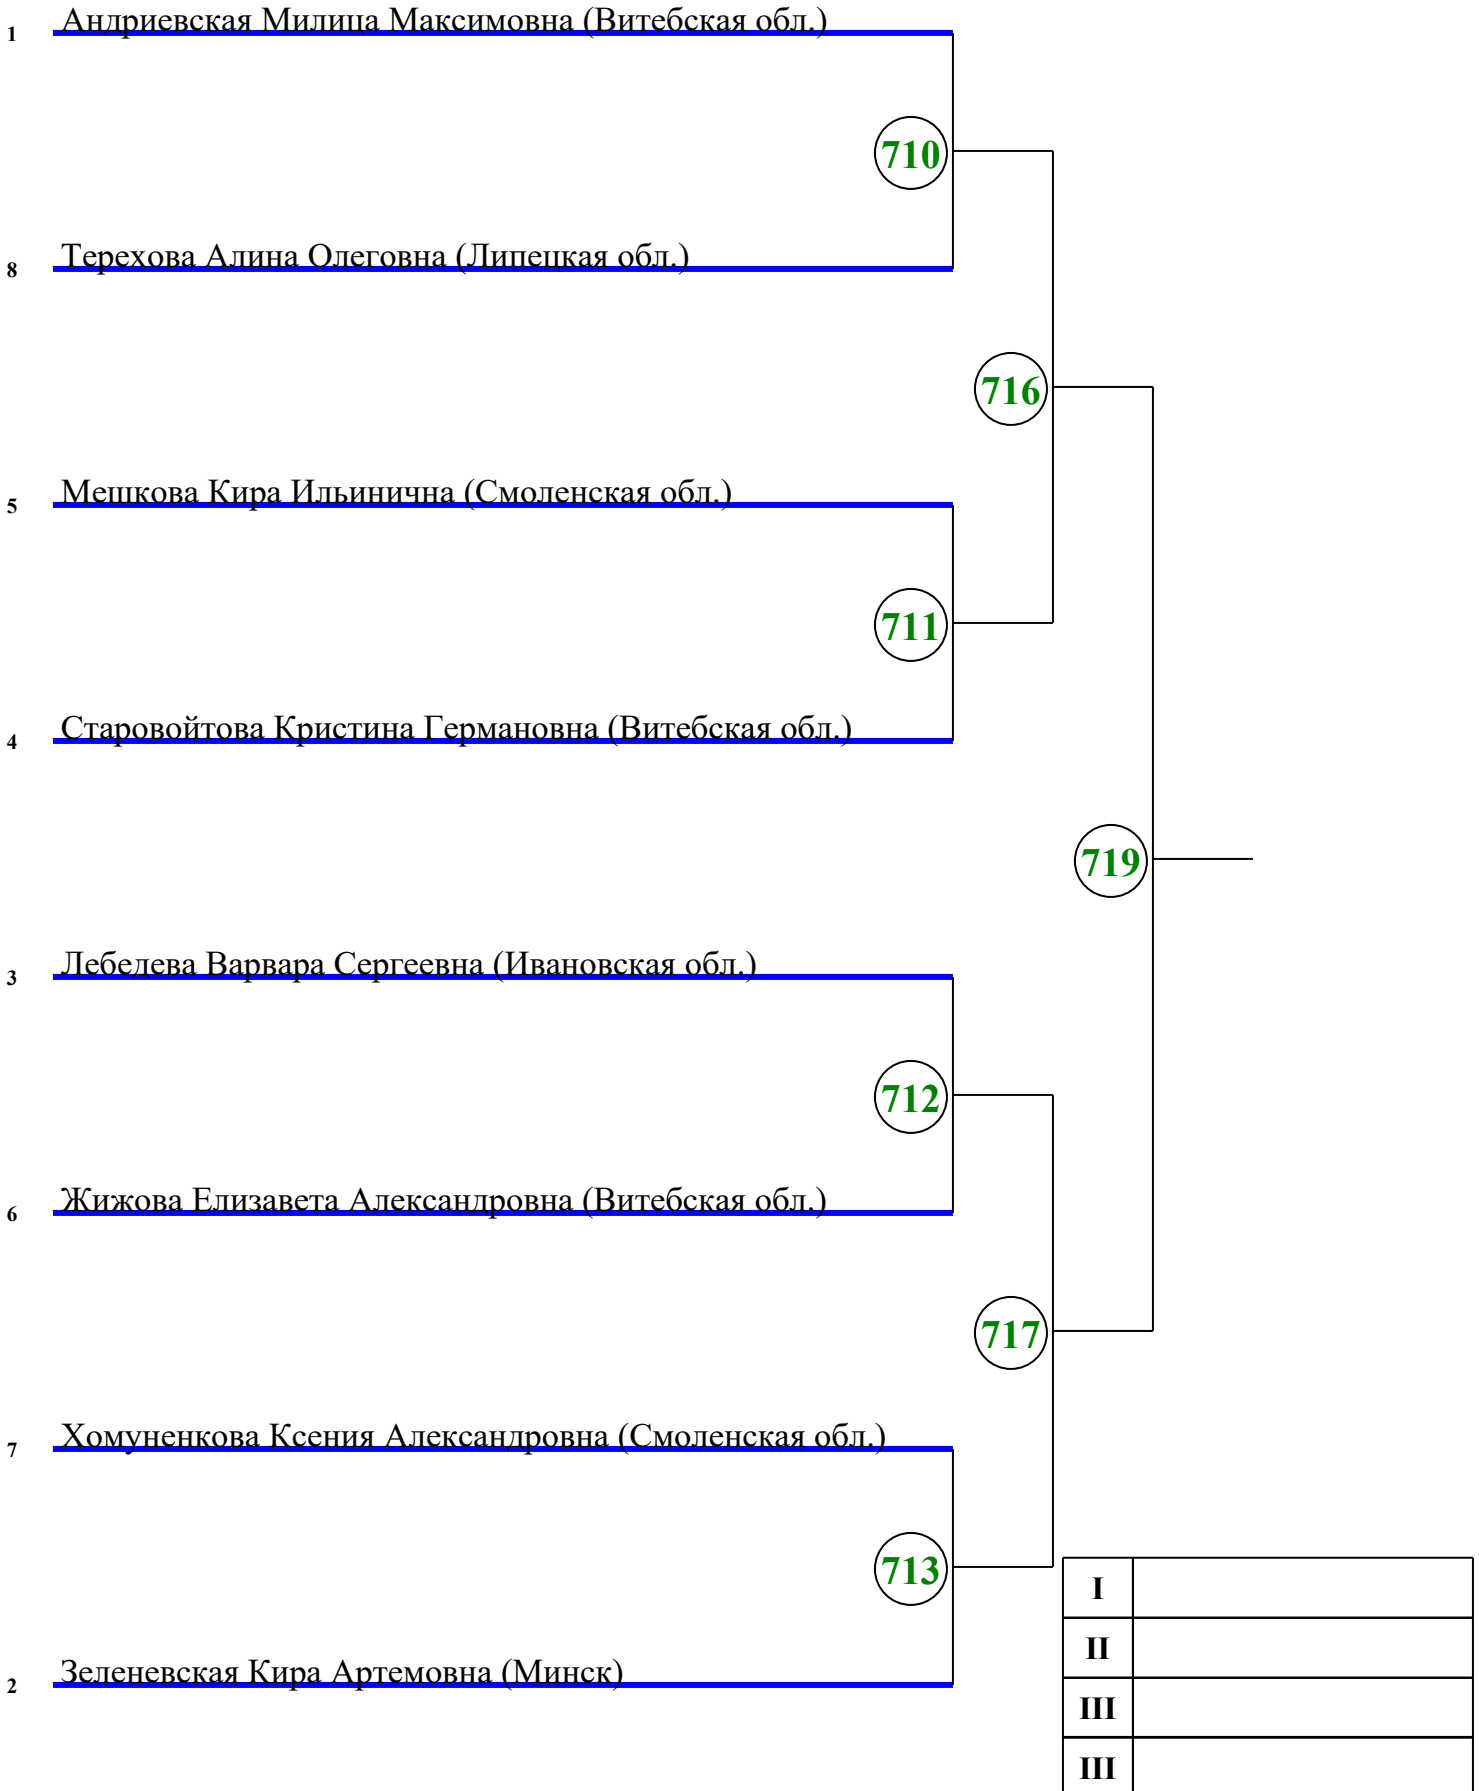 1 Андриевская Милица Максимовна (Витебская обл.)
710
8 Терехова Алина Олеговна (Липецкая обл.)
716
5 Мешкова Кира Ильинична (Смоленская обл.)
711
4 Старовойтова Кристина Германовна (Витебская обл.)
719
3 Лебедева Варвара Сергеевна (Ивановская обл.)
712
6 Жижова Елизавета Александровна (Витебская обл.)
717
7 Хомуненкова Ксения Александровна (Смоленская обл.)
713
2 Зеленевская Кира Артемовна (Минск)
I
II
III
III